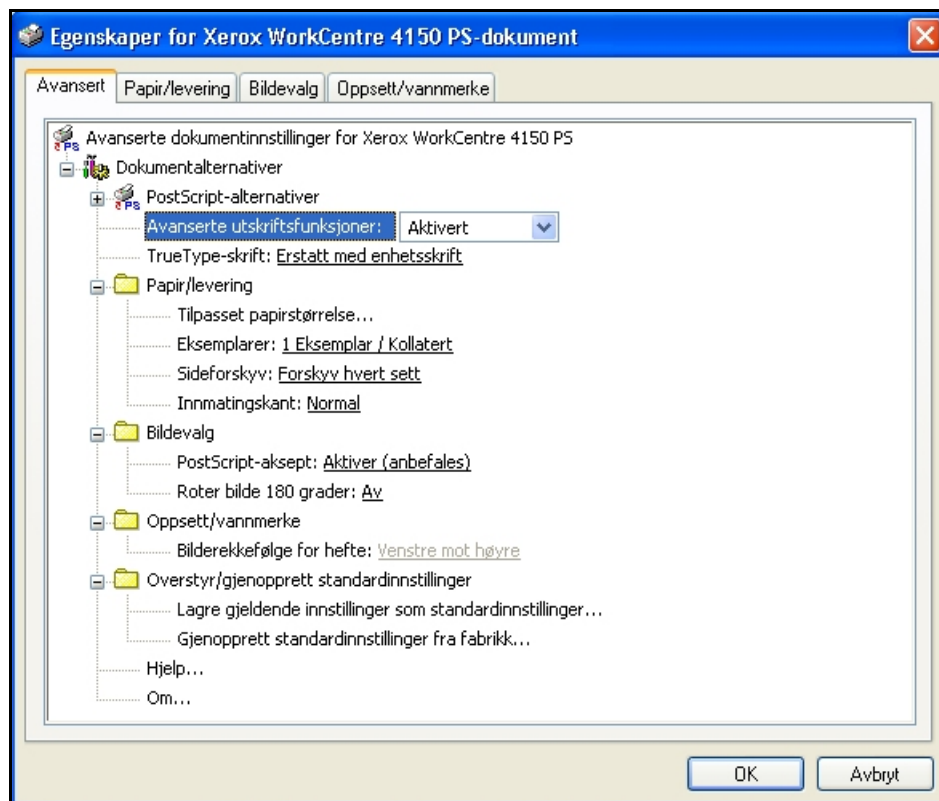 Egenskaper for Xerox WorkCentre 4150 PS-dokument
Avansert Papir/levering Bildevalg Oppsett/vannmerke
Avanserte dokumentinnstillinger for Xerox WorkCentre 4150 PS
Dokumentalternativer
PostScript-alternativer
Avanserte utskriftsfunksjoner: Aktivert
TrueType-skrift: Erstatt med enhetsskrift
Papir/levering
Tilpasset papirstørrelse...
Eksemplarer: 1 Eksemplar / Kollatert
Sideforskyv: Forskyv hvert sett
Innmatingskant: Normal
Bildevalg
PostScript-aksept: Aktiver (anbefales)
Roter bilde 180 grader: Av
Oppsett/vannmerke
Bilderekkefølge for hefte: Venstre mot høyre
Overstyr/gjenopprett standardinnstillinger
Lagre gjeldende innstillinger som standardinnstillinger...
Gjenopprett standardinnstillinger fra fabrikk...
Hjelp...
Om...
OK Avbryt